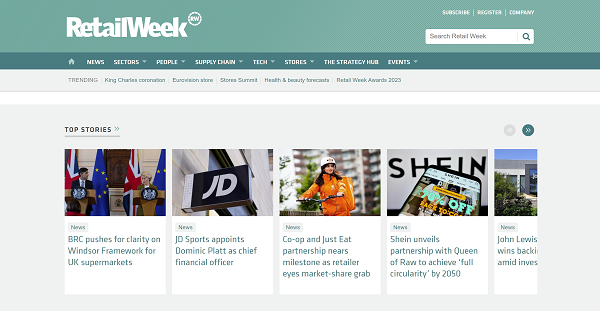 SUBSCRIBE | REGISTER | COMPANY
RetailWeek RW
Search Retail Week
NEWS SECTORS PEOPLE SUPPLY CHAIN TECH STORES THE STRATEGY HUB EVENTS
TRENDING King Charles coronation Eurovision store Stores Summit Health & beauty forecasts Retail Week Awards 2023
TOP STORIES »
JD
SHEIN
News
BRC pushes for clarity on
Windsor Framework for
UK supermarkets
News
JD Sports appoints
Dominic Platt as chief
financial officer
News
Co-op and Just Eat
partnership nears
milestone as retailer
eyes market-share grab
News
Shein unveils
partnership with Queen
of Raw to achieve ‘full
circularity’ by 2050
News
John Lewis
wins backin
amid inves